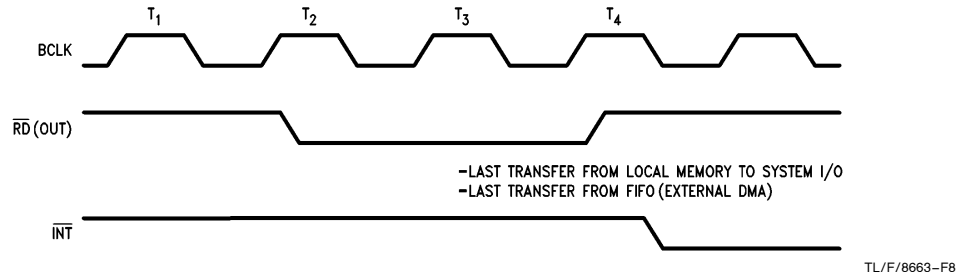 T1 T2 T3 T4
BCLK
RD (OUT)
-LAST TRANSFER FROM LOCAL MEMORY TO SYSTEM I/O
-LAST TRANSFER FROM FIFO (EXTERNAL DMA)
INT
TL/F/8663-F8